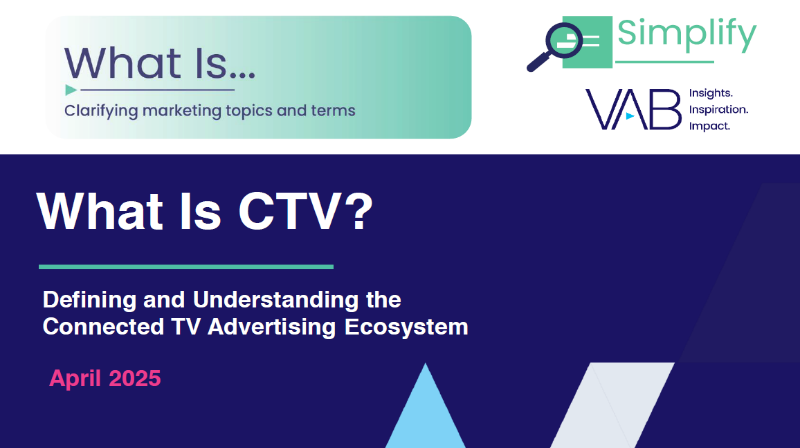 What Is...
Clarifying marketing topics and terms
Simplify
VAB
Insights.
Inspiration.
Impact.
What Is CTV?
Defining and Understanding the
Connected TV Advertising Ecosystem
April 2025